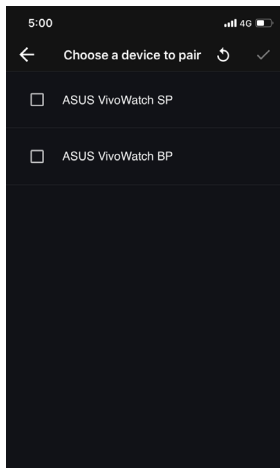 5:00 4G
Choose a device to pair
ASUS VivoWatch SP
ASUS VivoWatch BP